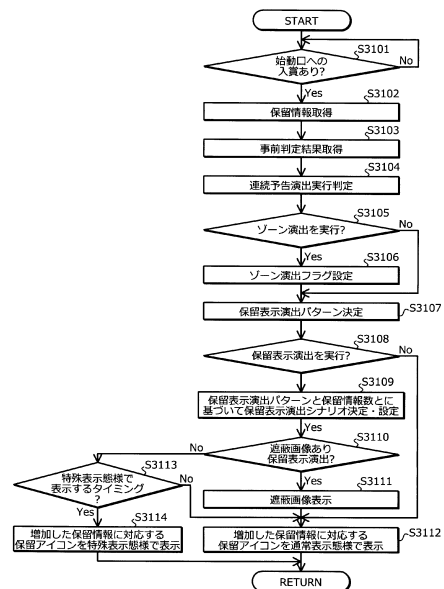 START
S3101
始動口への
入賞あり?
No
Yes
S3102
保留情報取得
S3103
事前判定結果取得
S3104
連続予告演出実行判定
S3105
ゾーン演出を実行?
No
Yes
S3106
ゾーン演出フラグ設定
保留表示演出パターン決定
S3107
S3108
保留表示演出を実行?
No
S3109
保留表示演出パターンと保留情報数とに
基づいて保留表示演出シナリオ決定・設定
Yes
S3110
No
遮蔽画像あり
保留表示演出?
S3113
特殊表示態様で
表示するタイミング
?
No
Yes
S3111
遮蔽画像表示
Yes
S3114
増加した保留情報に対応する
保留アイコンを特殊表示態様で表示
増加した保留情報に対応する
保留アイコンを通常表示態様で表示
S3112
RETURN